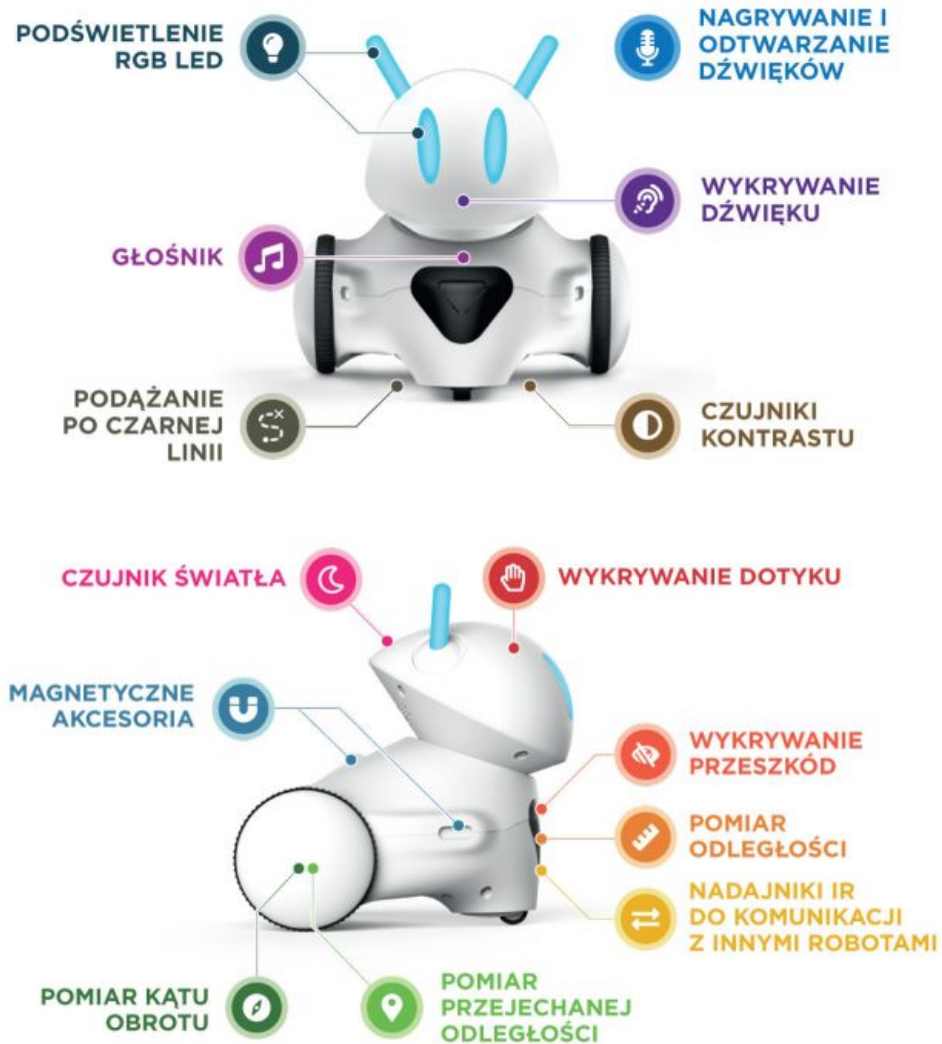 PODŚWIETLENIE
RGB LED
NAGRYWANIE I
ODTWARZANIE
DŹWIĘKÓW
WYKRYWANIE
DŹWIĘKU
GŁOŚNIK
PODĄŻANIE
PO CZARNEJ
LINII
CZUJNIKI
KONTRASTU
CZUJNIK ŚWIATŁA
WYKRYWANIE DOTYKU
MAGNETYCZNE
AKCESORIA
WYKRYWANIE
PRZESZKÓD
POMIAR
ODLEGŁOŚCI
NADAJNIKI IR
DO KOMUNIKACJI
Z INNYMI ROBOTAMI
POMIAR KĄTU
OBROTU
POMIAR
PRZEJECHANEJ
ODLEGŁOŚCI